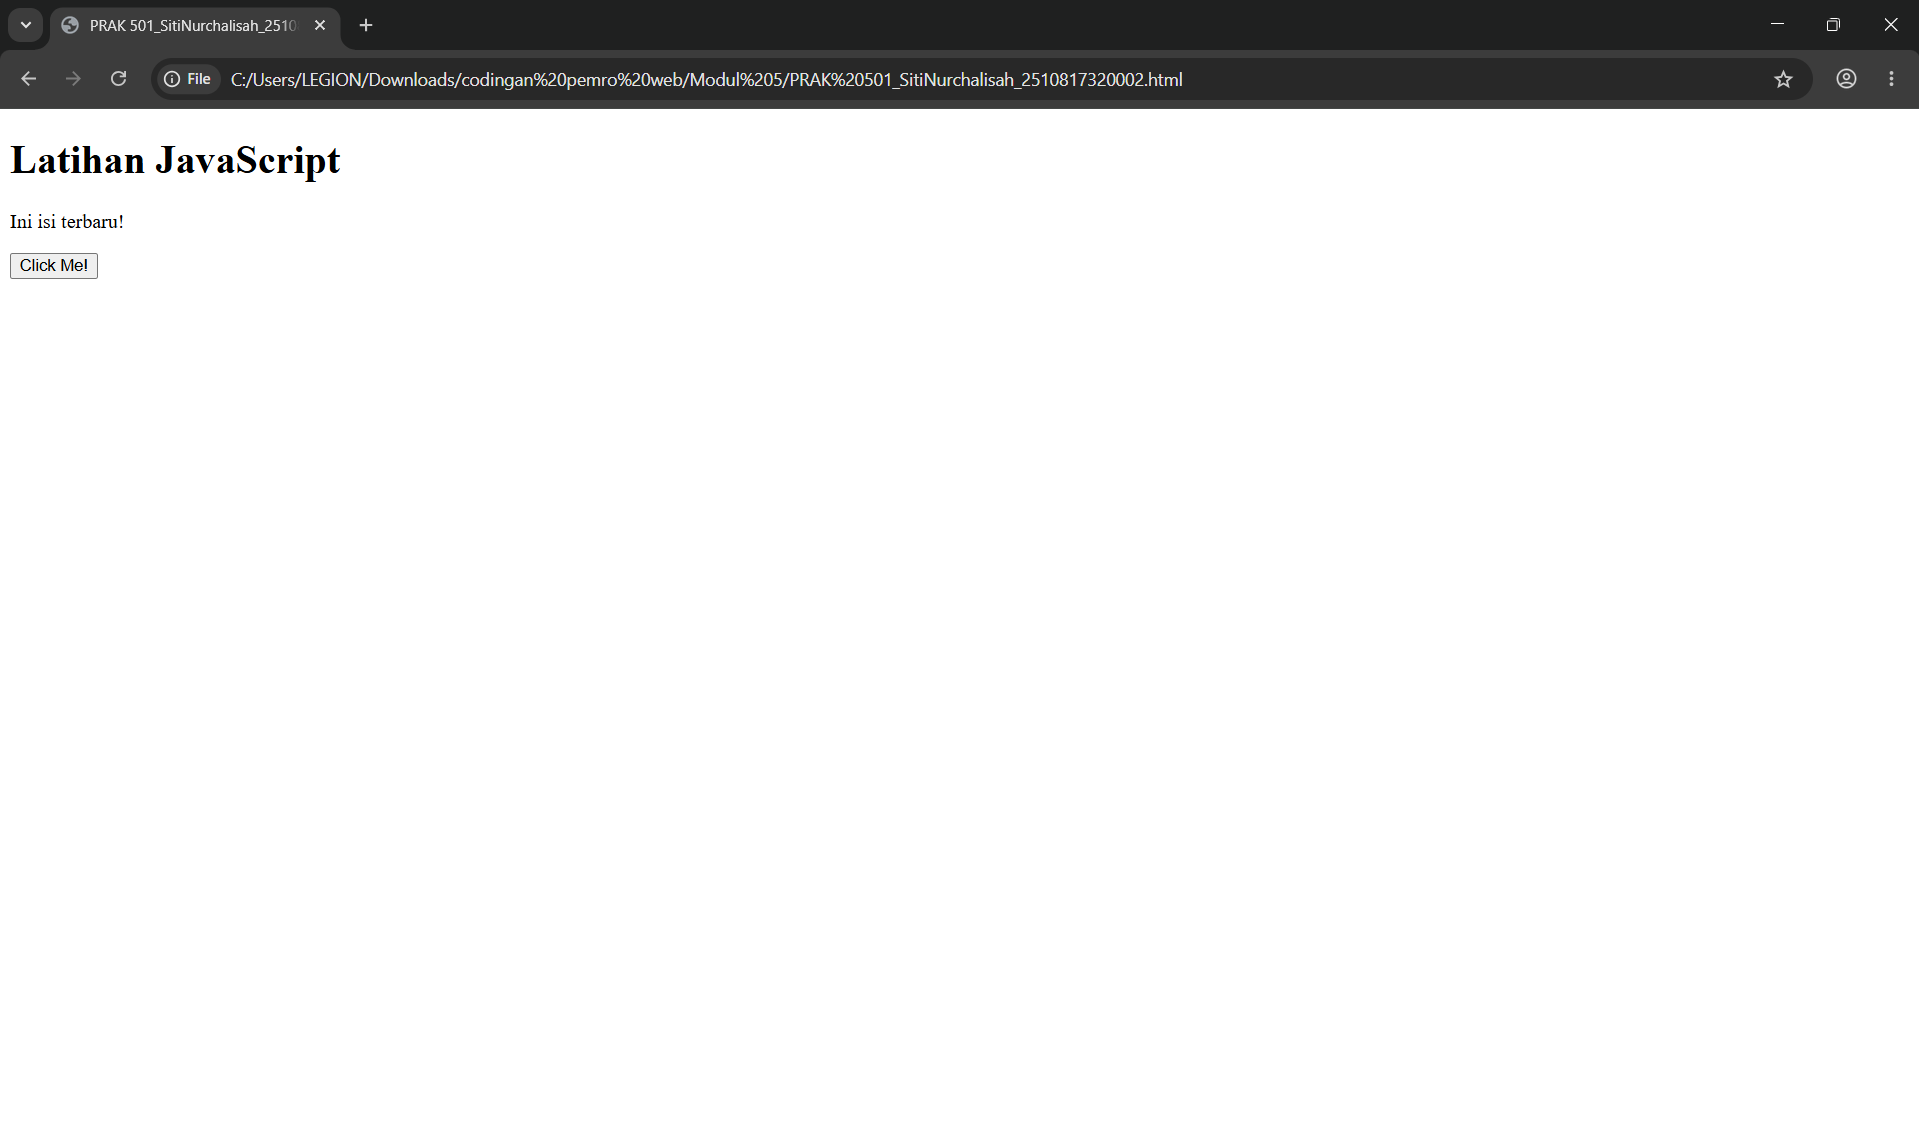 PRAK 501_SitiNurchalisah_2510
File C:/Users/LEGION/Downloads/codingan%20pemro%20web/Modul%205/PRAK%20501_SitiNurchalisah_2510817320002.html
Latihan JavaScript
Ini isi terbaru!
Click Me!